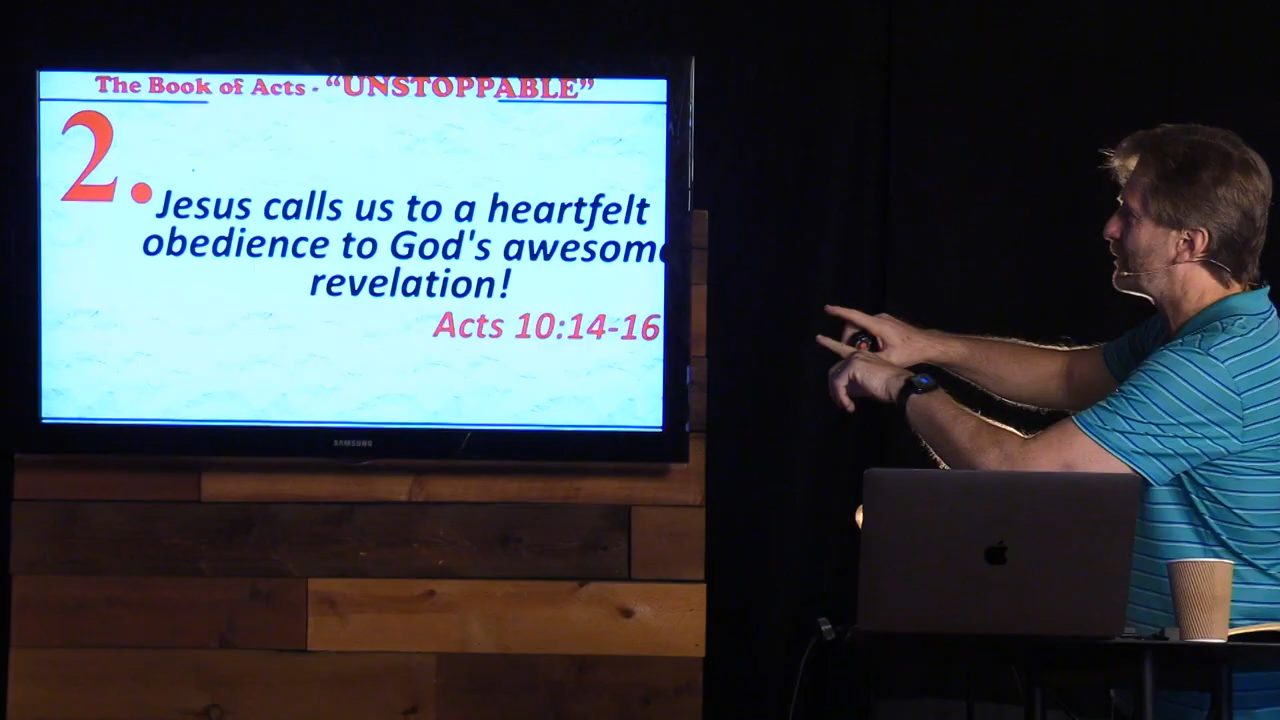 The Book of Acts - “UNSTOPPABLE”
2.
Jesus calls us to a heartfelt
obedience to God's awesome
revelation!
Acts 10:14-16
SAMSUNG